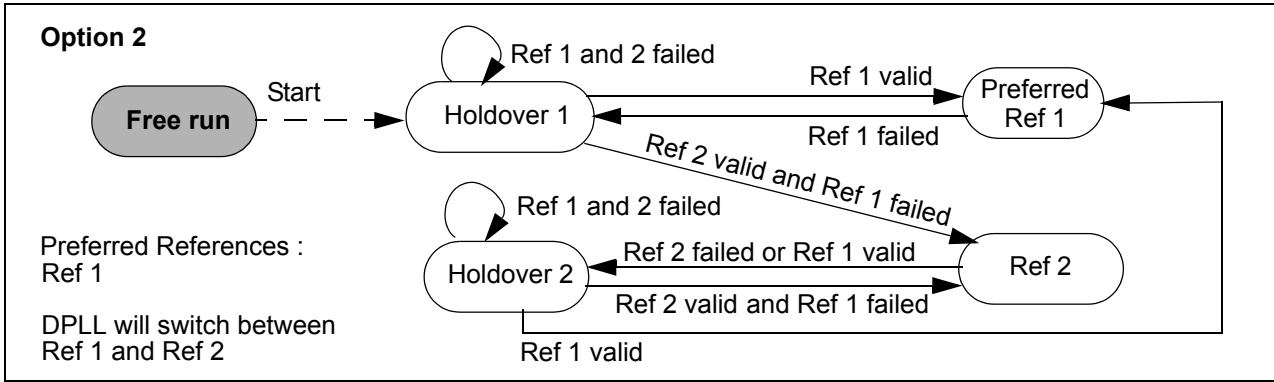 Option 2
Ref 1 and 2 failed
Start
Free run
Holdover 1
Ref 1 valid
Ref 1 failed
Preferred
Ref 1
Ref 2 valid and Ref 1 failed
Ref 1 and 2 failed
Preferred References :
Ref 1
Holdover 2
Ref 2 failed or Ref 1 valid
Ref 2 valid and Ref 1 failed
Ref 2
DPLL will switch between
Ref 1 and Ref 2
Ref 1 valid